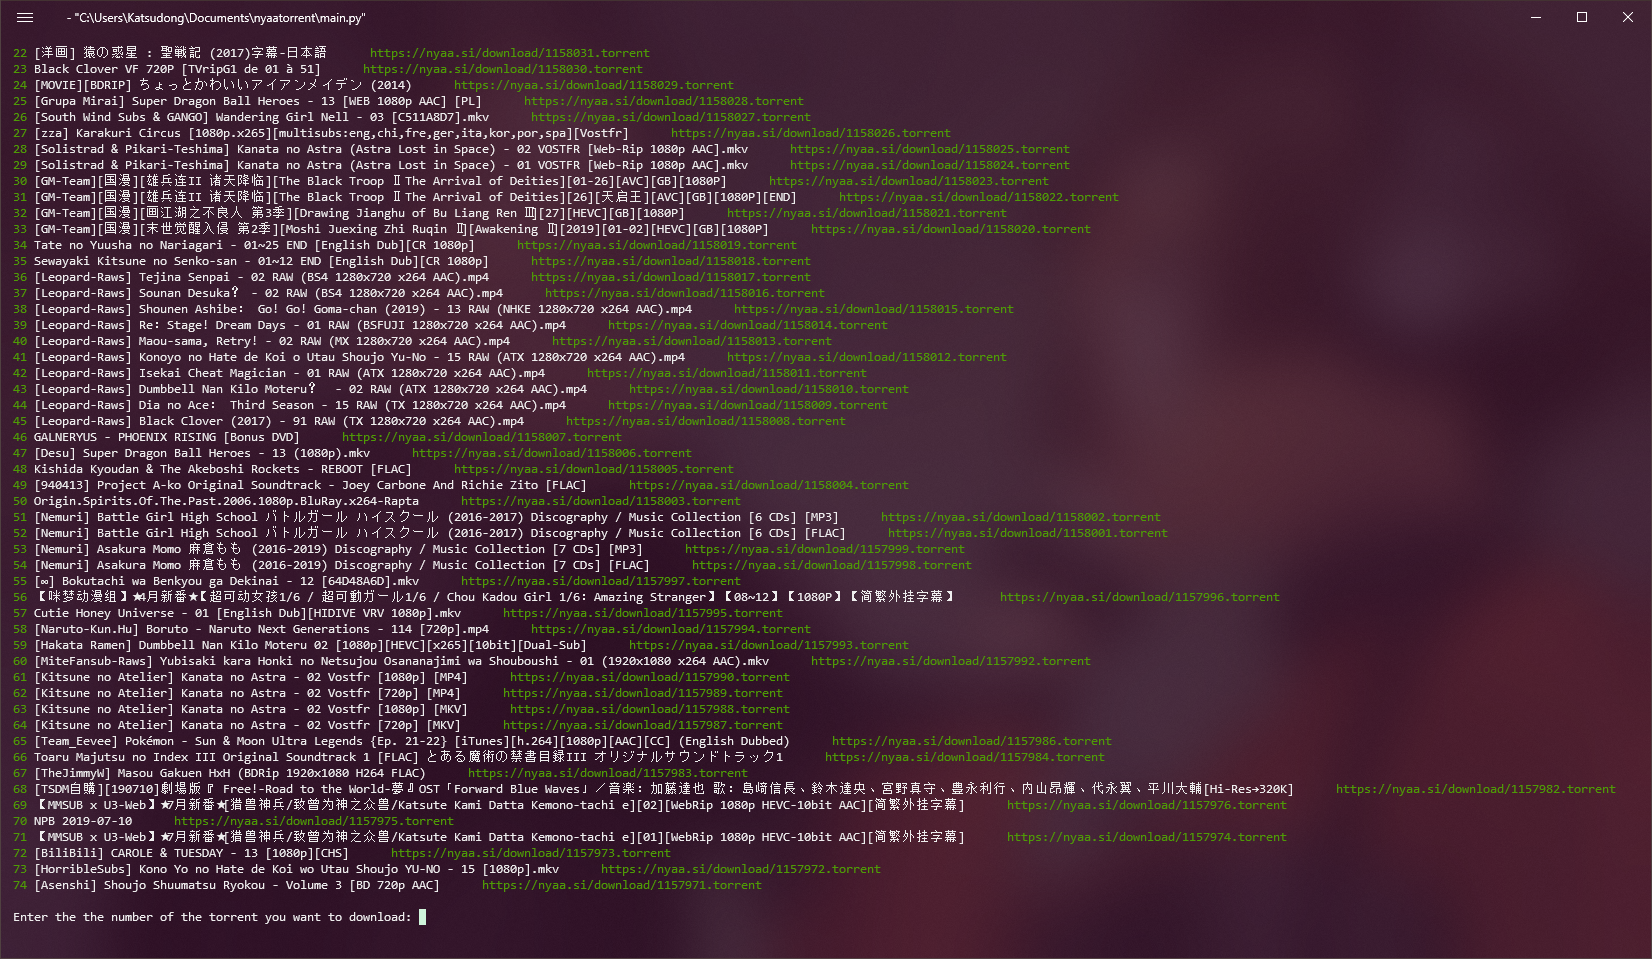 - "C:\Users\Katsudong\Documents\nyaatorrent\main.py"
22 [洋画] 猿の惑星 : 聖戦記 (2017)字幕-日本語 https://nyaa.si/download/1158031.torrent
23 Black Clover VF 720P [TVripG1 de 01 à 51] https://nyaa.si/download/1158030.torrent
24 [MOVIE][BDRIP] ちょっとかわいいアイアンメイデン (2014) https://nyaa.si/download/1158029.torrent
25 [Grupa Mirai] Super Dragon Ball Heroes - 13 [WEB 1080p AAC] [PL] https://nyaa.si/download/1158028.torrent
26 [South Wind Subs & GANGO] Wandering Girl Nell - 03 [C511A8D7].mkv https://nyaa.si/download/1158027.torrent
27 [zza] Karakuri Circus [1080p.x265][multisubs:eng,chi,fre,ger,ita,kor,por,spa][Vostfr] https://nyaa.si/download/1158026.torrent
28 [Solistrad & Pikari-Teshima] Kanata no Astra (Astra Lost in Space) - 02 VOSTFR [Web-Rip 1080p AAC].mkv https://nyaa.si/download/1158025.torrent
29 [Solistrad & Pikari-Teshima] Kanata no Astra (Astra Lost in Space) - 01 VOSTFR [Web-Rip 1080p AAC].mkv https://nyaa.si/download/1158024.torrent
30 [GM-Team][国漫][雄兵连II 诸天降临][The Black Troop Ⅱ The Arrival of Deities][01-26][AVC][GB][1080P] https://nyaa.si/download/1158023.torrent
31 [GM-Team][国漫][雄兵连II 诸天降临][The Black Troop Ⅱ The Arrival of Deities][26][天启王][AVC][GB][1080P][END] https://nyaa.si/download/1158022.torrent
32 [GM-Team][国漫][画江湖之不良人 第3季][Drawing Jianghu of Bu Liang Ren Ⅲ][27][HEVC][GB][1080P] https://nyaa.si/download/1158021.torrent
33 [GM-Team][国漫][末世觉醒入侵 第2季][Moshi Juexing Zhi Ruqin Ⅱ][Awakening Ⅱ][2019][01-02][HEVC][GB][1080P] https://nyaa.si/download/1158020.torrent
34 Tate no Yuusha no Nariagari - 01~25 END [English Dub][CR 1080p] https://nyaa.si/download/1158019.torrent
35 Sewayaki Kitsune no Senko-san - 01~12 END [English Dub][CR 1080p] https://nyaa.si/download/1158018.torrent
36 [Leopard-Raws] Tejina Senpai - 02 RAW (BS4 1280x720 x264 AAC).mp4 https://nyaa.si/download/1158017.torrent
37 [Leopard-Raws] Sounan Desuka？ - 02 RAW (BS4 1280x720 x264 AAC).mp4 https://nyaa.si/download/1158016.torrent
38 [Leopard-Raws] Shounen Ashibe： Go! Go! Goma-chan (2019) - 13 RAW (NHKE 1280x720 x264 AAC).mp4 https://nyaa.si/download/1158015.torrent
39 [Leopard-Raws] Re: Stage! Dream Days - 01 RAW (BSFUJI 1280x720 x264 AAC).mp4 https://nyaa.si/download/1158014.torrent
40 [Leopard-Raws] Maou-sama, Retry! - 02 RAW (MX 1280x720 x264 AAC).mp4 https://nyaa.si/download/1158013.torrent
41 [Leopard-Raws] Konoyo no Hate de Koi o Utau Shoujo Yu-No - 15 RAW (ATX 1280x720 x264 AAC).mp4 https://nyaa.si/download/1158012.torrent
42 [Leopard-Raws] Isekai Cheat Magician - 01 RAW (ATX 1280x720 x264 AAC).mp4 https://nyaa.si/download/1158011.torrent
43 [Leopard-Raws] Dumbbell Nan Kilo Moteru？ - 02 RAW (ATX 1280x720 x264 AAC).mp4 https://nyaa.si/download/1158010.torrent
44 [Leopard-Raws] Dia no Ace： Third Season - 15 RAW (TX 1280x720 x264 AAC).mp4 https://nyaa.si/download/1158009.torrent
45 [Leopard-Raws] Black Clover (2017) - 91 RAW (TX 1280x720 x264 AAC).mp4 https://nyaa.si/download/1158008.torrent
46 GALNERYUS - PHOENIX RISING [Bonus DVD] https://nyaa.si/download/1158007.torrent
47 [Desu] Super Dragon Ball Heroes - 13 (1080p).mkv https://nyaa.si/download/1158006.torrent
48 Kishida Kyoudan & The Akeboshi Rockets - REBOOT [FLAC] https://nyaa.si/download/1158005.torrent
49 [940413] Project A-ko Original Soundtrack - Joey Carbone And Richie Zito [FLAC] https://nyaa.si/download/1158004.torrent
50 Origin.Spirits.Of.The.Past.2006.1080p.BluRay.x264-Rapta https://nyaa.si/download/1158003.torrent
51 [Nemuri] Battle Girl High School バトルガール ハイスクール (2016-2017) Discography / Music Collection [6 CDs] [MP3] https://nyaa.si/download/1158002.torrent
52 [Nemuri] Battle Girl High School バトルガール ハイスクール (2016-2017) Discography / Music Collection [6 CDs] [FLAC] https://nyaa.si/download/1158001.torrent
53 [Nemuri] Asakura Momo 麻倉もも (2016-2019) Discography / Music Collection [7 CDs] [MP3] https://nyaa.si/download/1157999.torrent
54 [Nemuri] Asakura Momo 麻倉もも (2016-2019) Discography / Music Collection [7 CDs] [FLAC] https://nyaa.si/download/1157998.torrent
55 [∞] Bokutachi wa Benkyou ga Dekinai - 12 [64D48A6D].mkv https://nyaa.si/download/1157997.torrent
56 【咪梦动漫组】★4月新番★【超可动女孩1/6 / 超可動ガール1/6 / Chou Kadou Girl 1/6: Amazing Stranger】【08~12】【1080P】【简繁外挂字幕】 https://nyaa.si/download/1157996.torrent
57 Cutie Honey Universe - 01 [English Dub][HIDIVE VRV 1080p].mkv https://nyaa.si/download/1157995.torrent
58 [Naruto-Kun.Hu] Boruto - Naruto Next Generations - 114 [720p].mp4 https://nyaa.si/download/1157994.torrent
59 [Hakata Ramen] Dumbbell Nan Kilo Moteru 02 [1080p][HEVC][x265][10bit][Dual-Sub] https://nyaa.si/download/1157993.torrent
60 [MiteFansub-Raws] Yubisaki kara Honki no Netsujou Osananajimi wa Shouboushi - 01 (1920x1080 x264 AAC).mkv https://nyaa.si/download/1157992.torrent
61 [Kitsune no Atelier] Kanata no Astra - 02 Vostfr [1080p] [MP4] https://nyaa.si/download/1157990.torrent
62 [Kitsune no Atelier] Kanata no Astra - 02 Vostfr [720p] [MP4] https://nyaa.si/download/1157989.torrent
63 [Kitsune no Atelier] Kanata no Astra - 02 Vostfr [1080p] [MKV] https://nyaa.si/download/1157988.torrent
64 [Kitsune no Atelier] Kanata no Astra - 02 Vostfr [720p] [MKV] https://nyaa.si/download/1157987.torrent
65 [Team_Eevee] Pokémon - Sun & Moon Ultra Legends {Ep. 21-22} [iTunes][h.264][1080p][AAC][CC] (English Dubbed) https://nyaa.si/download/1157986.torrent
66 Toaru Majutsu no Index III Original Soundtrack 1 [FLAC] とある魔術の禁書目録III オリジナルサウンドトラック1 https://nyaa.si/download/1157984.torrent
67 [TheJimmyW] Masou Gakuen HxH (BDRip 1920x1080 H264 FLAC) https://nyaa.si/download/1157983.torrent
68 [TSDM自購][190710]劇場版『 Free!-Road to the World-夢』OST「Forward Blue Waves」／音楽: 加藤達也 歌: 島﨑信長、鈴木達央、宮野真守、豊永利行、内山昂輝、代永翼、平川大輔[Hi-Res→320K] https://nyaa.si/download/1157982.torrent
69 【MMSUB x U3-Web】★7月新番★[猎兽神兵/致曾为神之众兽/Katsute Kami Datta Kemono-tachi e][02][WebRip 1080p HEVC-10bit AAC][简繁外挂字幕] https://nyaa.si/download/1157976.torrent
70 NPB 2019-07-10 https://nyaa.si/download/1157975.torrent
71 【MMSUB x U3-Web】★7月新番★[猎兽神兵/致曾为神之众兽/Katsute Kami Datta Kemono-tachi e][01][WebRip 1080p HEVC-10bit AAC][简繁外挂字幕] https://nyaa.si/download/1157974.torrent
72 [BiliBili] CAROLE & TUESDAY - 13 [1080p][CHS] https://nyaa.si/download/1157973.torrent
73 [HorribleSubs] Kono Yo no Hate de Koi wo Utau Shoujo YU-NO - 15 [1080p].mkv https://nyaa.si/download/1157972.torrent
74 [Asenshi] Shoujo Shuumatsu Ryokou - Volume 3 [BD 720p AAC] https://nyaa.si/download/1157971.torrent
Enter the the number of the torrent you want to download: